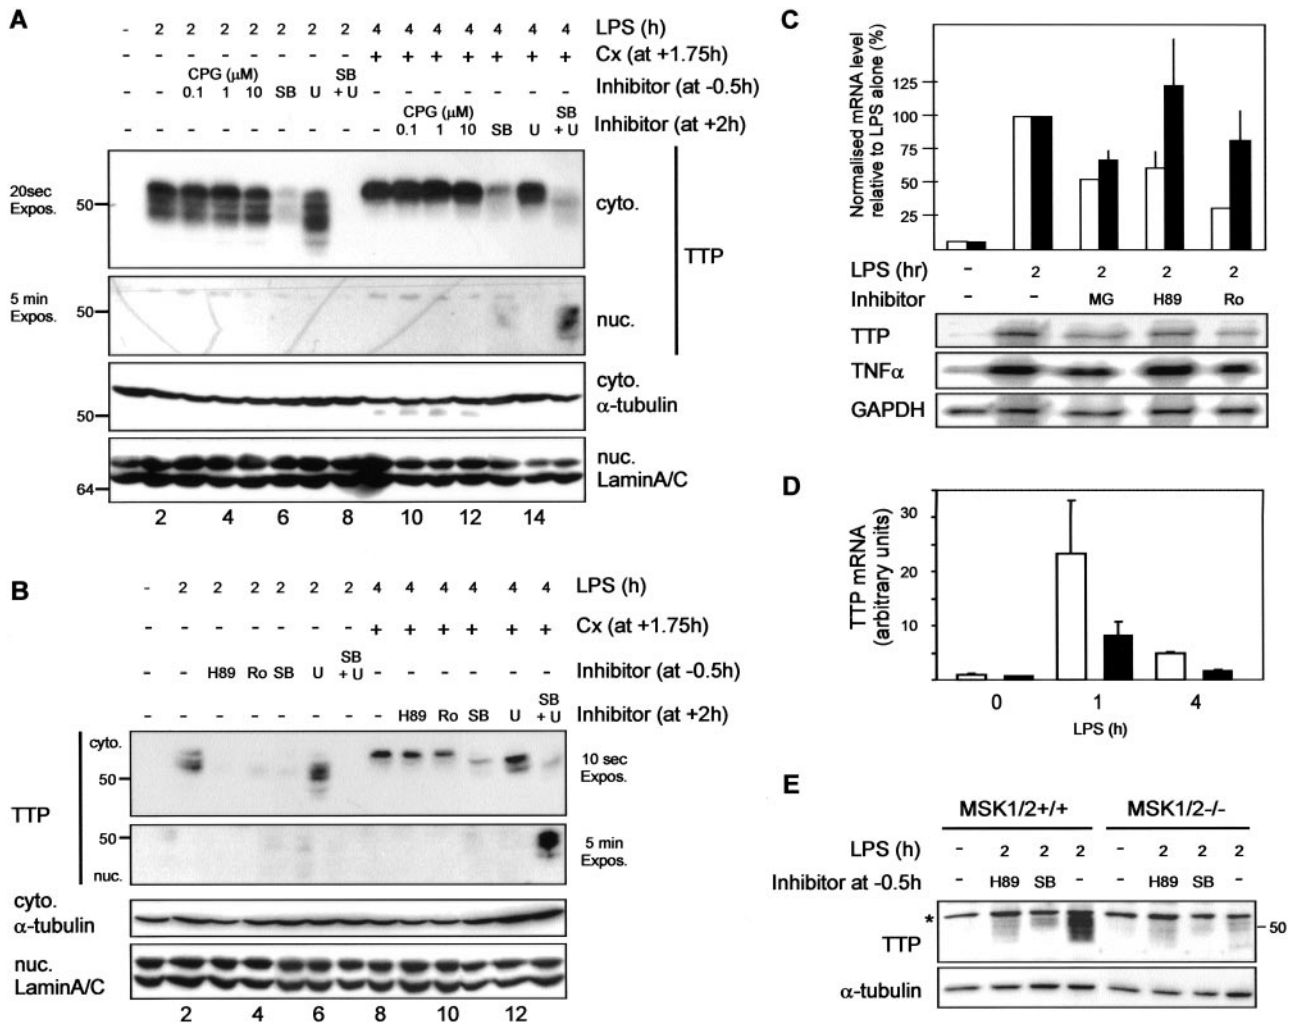 A
- 2 2 2 2 2 2 2 4 4 4 4 4 4 4 LPS (h)
- - - - - - - - + + + + + + + Cx (at +1.75h)
CPG (μM) SB
- - 0.1 1 10 SB U + U - - - - - - - Inhibitor (at -0.5h)
CPG (μM) SB
- - - - - - - - - 0.1 1 10 SB U + U Inhibitor (at +2h)
20sec
Expos.
50
cyto.
TTP
5 min
Expos.
50
nuc.
cyto.
α-tubulin
50
nuc.
LaminA/C
64
2 4 6 8 10 12 14
B
- 2 2 2 2 2 2 4 4 4 4 4 4 LPS (h)
- - - - - - - + + + + + + Cx (at +1.75h)
SB
- - H89 Ro SB U + U - - - - - - Inhibitor (at -0.5h)
SB
- - - - - - - - H89 Ro SB U + U Inhibitor (at +2h)
cyto.
50
10 sec
Expos.
TTP
50
nuc.
5 min
Expos.
cyto.
α-tubulin
nuc.
LaminA/C
2 4 6 8 10 12
C
Normalised mRNA level
relative to LPS alone (%)
125
100
75
50
25
LPS (hr) - 2 2 2 2
Inhibitor - - MG H89 Ro
TTP
TNFα
GAPDH
D
TTP mRNA
(arbitrary units)
30
20
10
0 1 4
LPS (h)
E
MSK1/2+/+ MSK1/2-/-
LPS (h) - 2 2 2 - 2 2 2
Inhibitor at -0.5h - H89 SB - - H89 SB -
*
50
TTP
α-tubulin